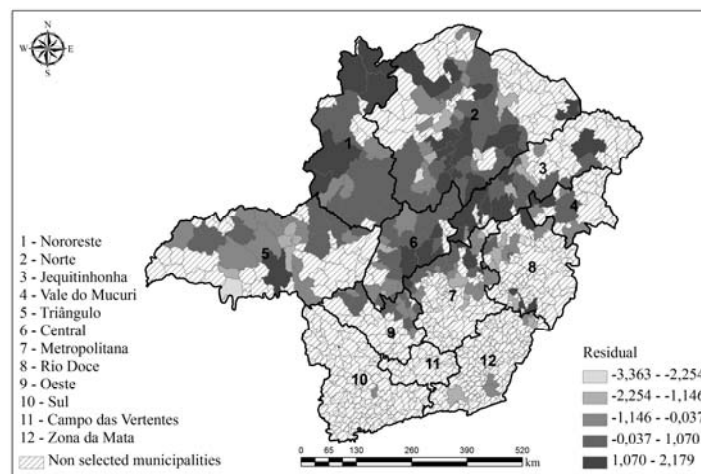 N
W E
S
1
2
3
4
5
6
7
8
9
10
11
12
1 - Nororeste
2 - Norte
3 - Jequitinhonha
4 - Vale do Mucuri
5 - Triângulo
6 - Central
7 - Metropolitana
8 - Rio Doce
9 - Oeste
10 - Sul
11 - Campo das Vertentes
12 - Zona da Mata
Non selected municipalities
0 65 130 260 390 520
km
Residual
-3,363 - -2,254
-2,254 - -1,146
-1,146 - -0,037
-0,037 - 1,070
1,070 - 2,179